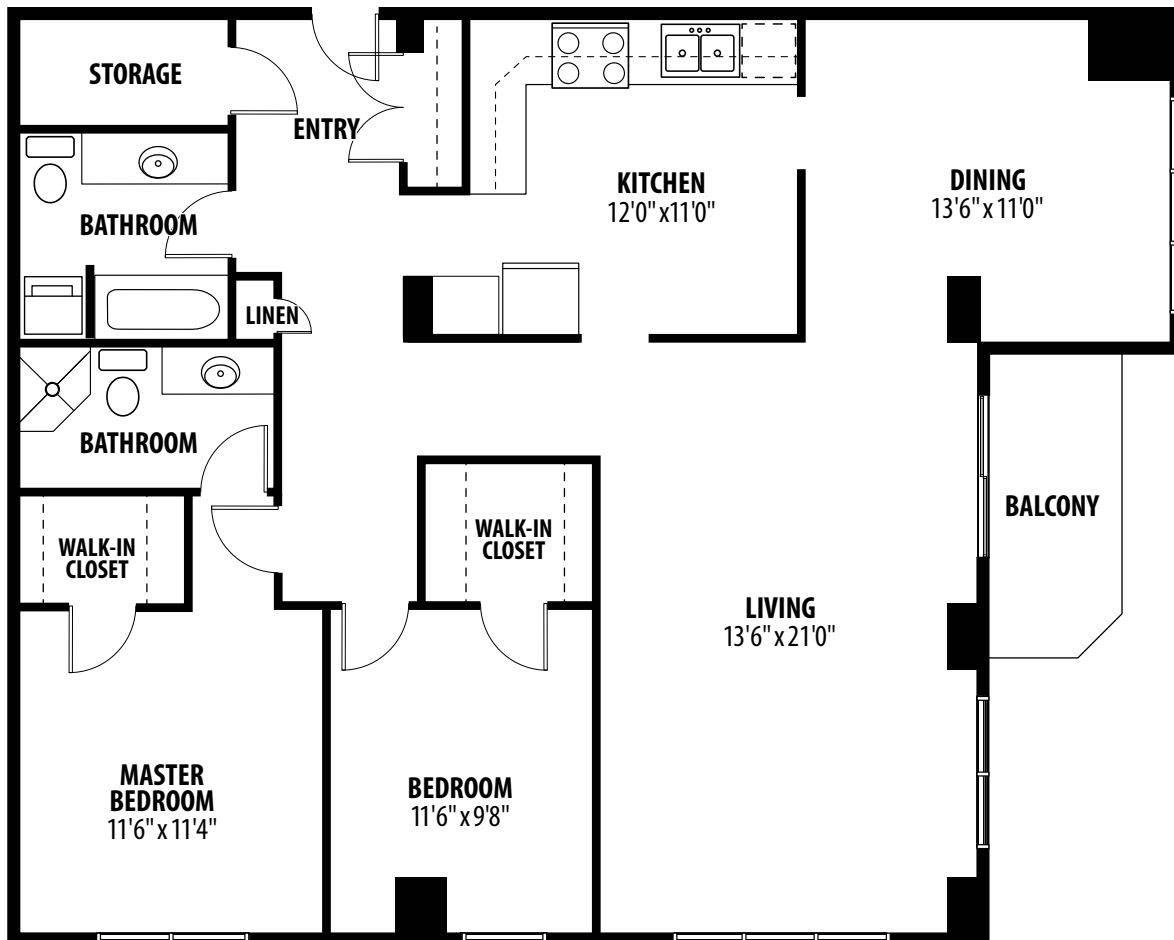 STORAGE
ENTRY
BATHROOM
LINEN
KITCHEN
12'0" x 11'0"
DINING
13'6" x 11'0"
BATHROOM
WALK-IN
CLOSET
WALK-IN
CLOSET
BALCONY
LIVING
13'6" x 21'0"
MASTER
BEDROOM
11'6" x 11'4"
BEDROOM
11'6" x 9'8"